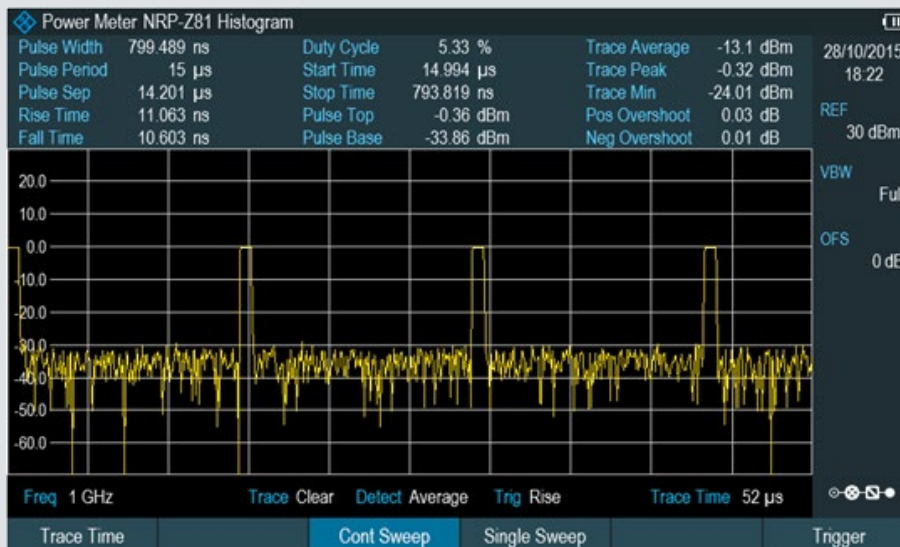 Power Meter NRP-Z81 Histogram
Pulse Width 799.489 ns Duty Cycle 5.33 % Trace Average -13.1 dBm
Pulse Period 15 µs Start Time 14.994 µs Trace Peak -0.32 dBm
Pulse Sep 14.201 µs Stop Time 793.819 ns Trace Min -24.01 dBm
Rise Time 11.063 ns Pulse Top -0.36 dBm Pos Overshoot 0.03 dB
Fall Time 10.603 ns Pulse Base -33.86 dBm Neg Overshoot 0.01 dB
28/10/2015
18:22
REF
30 dBm
VBW
Ful
OFS
0 dB
20.0
10.0
0.0
-10.0
-20.0
-30.0
-40.0
-50.0
-60.0
Freq 1 GHz Trace Clear Detect Average Trig Rise Trace Time 52 µs
Trace Time Cont Sweep Single Sweep Trigger